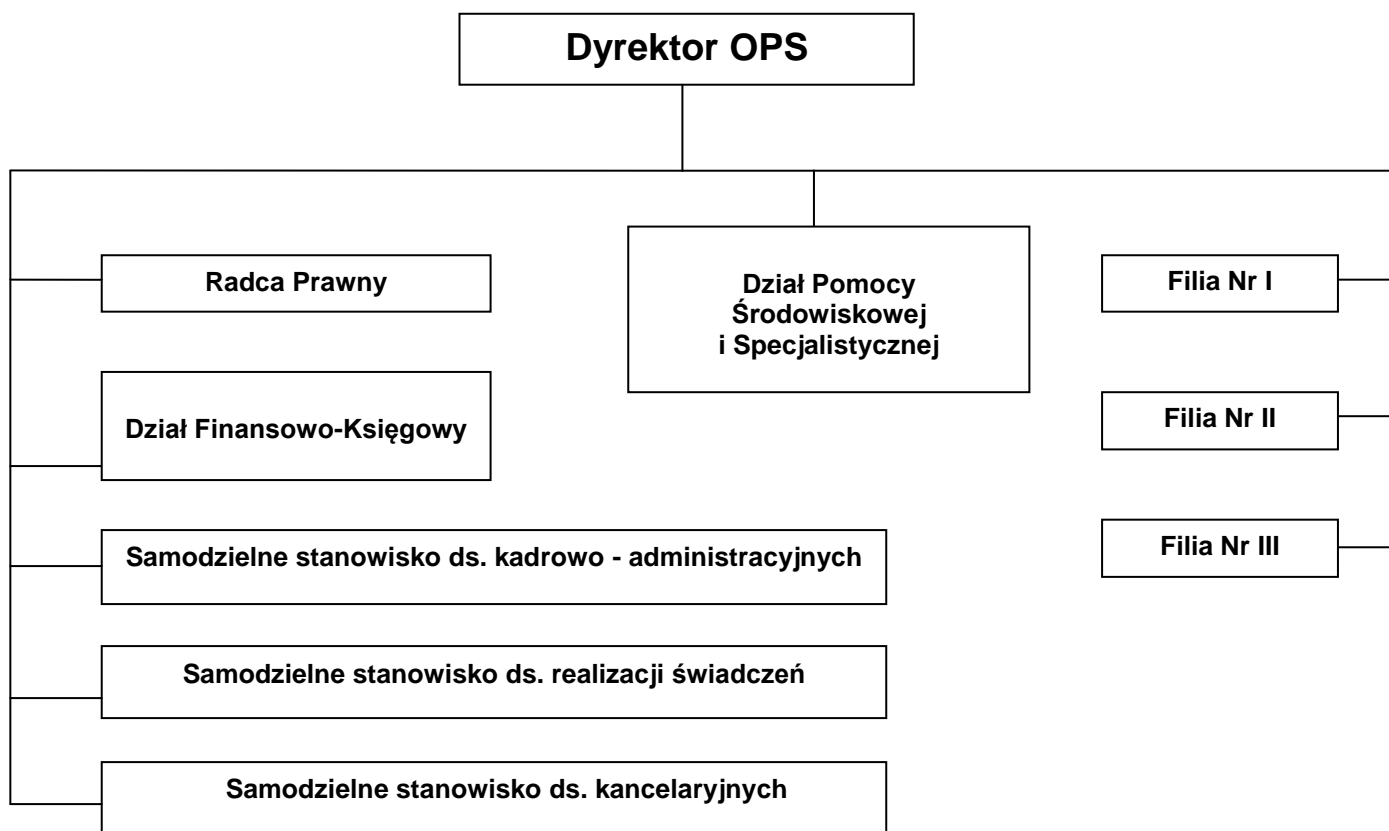 Dyrektor OPS
Radca Prawny
Dział Finansowo-Księgowy
Samodzielne stanowisko ds. kadrowo - administracyjnych
Samodzielne stanowisko ds. realizacji świadczeń
Samodzielne stanowisko ds. kancelaryjnych
Dział Pomocy
Środowiskowej
i Specjalistycznej
Filia Nr I
Filia Nr II
Filia Nr III